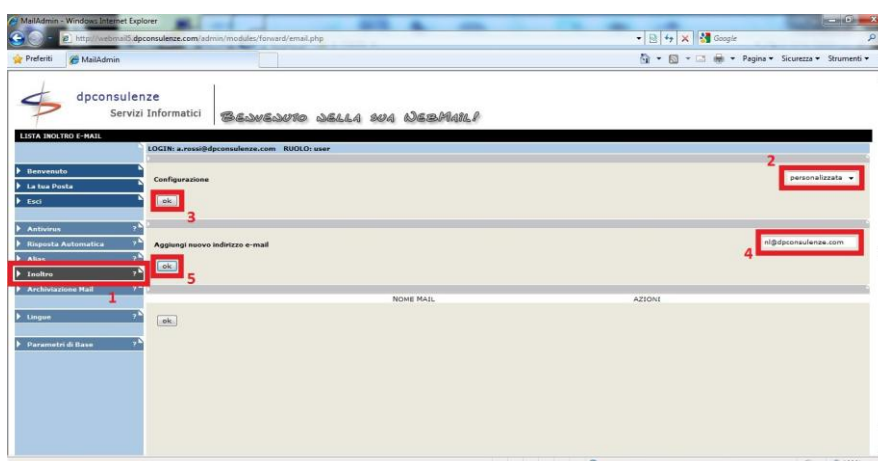 MailAdmin - Windows Internet Explorer
http://webmail5.dpconsulenze.com/admin/modules/forward/email.php
Google
Preferiti
MailAdmin
Pagina
Sicurezza
Strumenti
dpconsulenze
Servizi Informatici
Benvenuto nella sua WebMail!
LISTA INOLTRO E-MAIL
LOGIN: a.rossi@dpconsulenze.com RUOLO: user
2
Benvenuto
La tua Posta
Esci
Configurazione
personalizzata
ok
3
Antivirus ?
Risposta Automatica ?
Alias ?
Inoltro ?
Archiviazione Mail ?
1
Lingue ?
Parametri di Base ?
Aggiungi nuovo indirizzo e-mail
nl@dpconsulenze.com
4
ok
5
NOME MAIL
AZIONI
ok